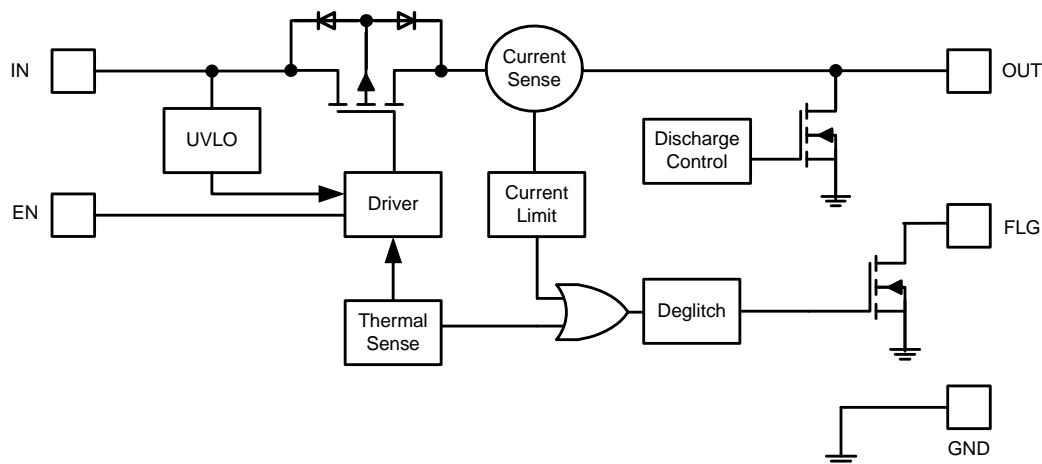 IN
Current
Sense
OUT
UVLO
Discharge
Control
EN
Driver
Current
Limit
FLG
Thermal
Sense
Deglitch
GND